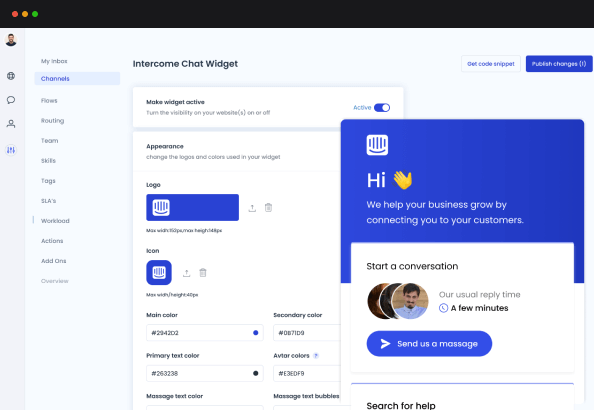 My Inbox
Channels
Flows
Routing
Team
Skills
Tags
SLA's
Workload
Actions
Add Ons
Overview
Intercome Chat Widget
Get code snippet
Publish changes (1)
Make widget active
Turn the visibility on your website(s) on or off
Active
Appearance
change the logos and colors used in your widget
Logo
Max width:152px,max heigh:148px
Icon
Max width/height:40px
Main color
Secondary color
#2942D2
#0B71D9
Primary text color
Avtar colors ?
#263238
#E3EDF9
Massage text color
Massage text bubbles
Hi
We help your business grow by
connecting you to your customers.
Start a conversation
Our usual reply time
A few minutes
Send us a massage
Search for help